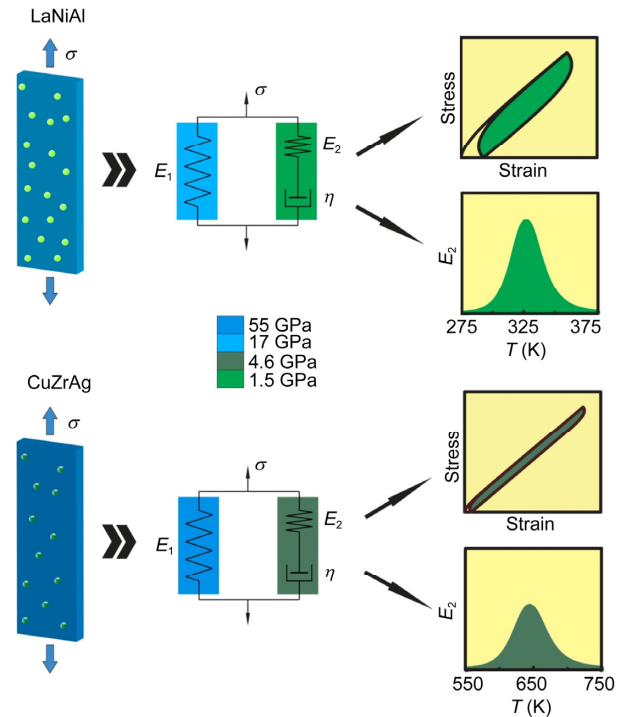 LaNiAl
σ
σ
E₁
E₂
η
Stress
Strain
E₂
275 325 375
T (K)
55 GPa
17 GPa
4.6 GPa
1.5 GPa
CuZrAg
σ
σ
E₁
E₂
η
Stress
Strain
E₂
550 650 750
T (K)